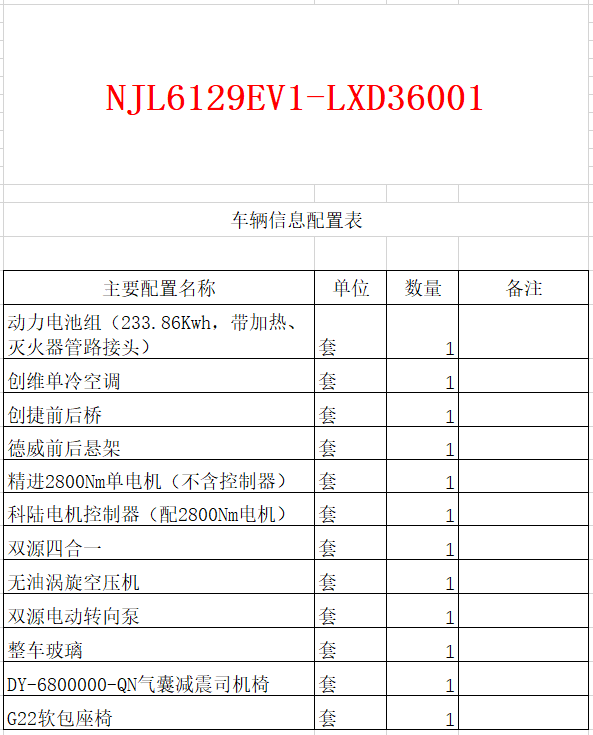 NJL6129EV1-LXD36001
车辆信息配置表
主要配置名称 单位 数量 备注
动力电池组（233.86Kwh，带加热、
灭火器管路接头） 套 1
创维单冷空调 套 1
创捷前后桥 套 1
德威前后悬架 套 1
精进2800Nm单电机（不含控制器） 套 1
科陆电机控制器（配2800Nm电机） 套 1
双源四合一 套 1
无油涡旋空压机 套 1
双源电动转向泵 套 1
整车玻璃 套 1
DY-6800000-QN气囊减震司机椅 套 1
G22软包座椅 套 1